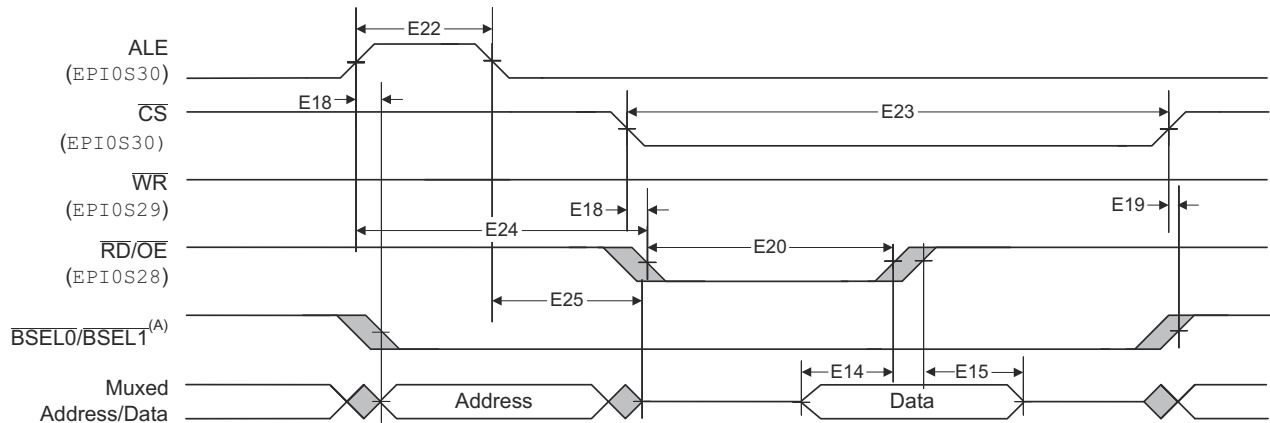 E22
ALE
(EPI0S30)
E18
CS
E23
(EPI0S30)
WR
(EPI0S29)
E18
E19
E24
RD/OE
E20
(EPI0S28)
E25
BSEL0/BSEL1(A)
E14
E15
Muxed
Address/Data
Address
Data